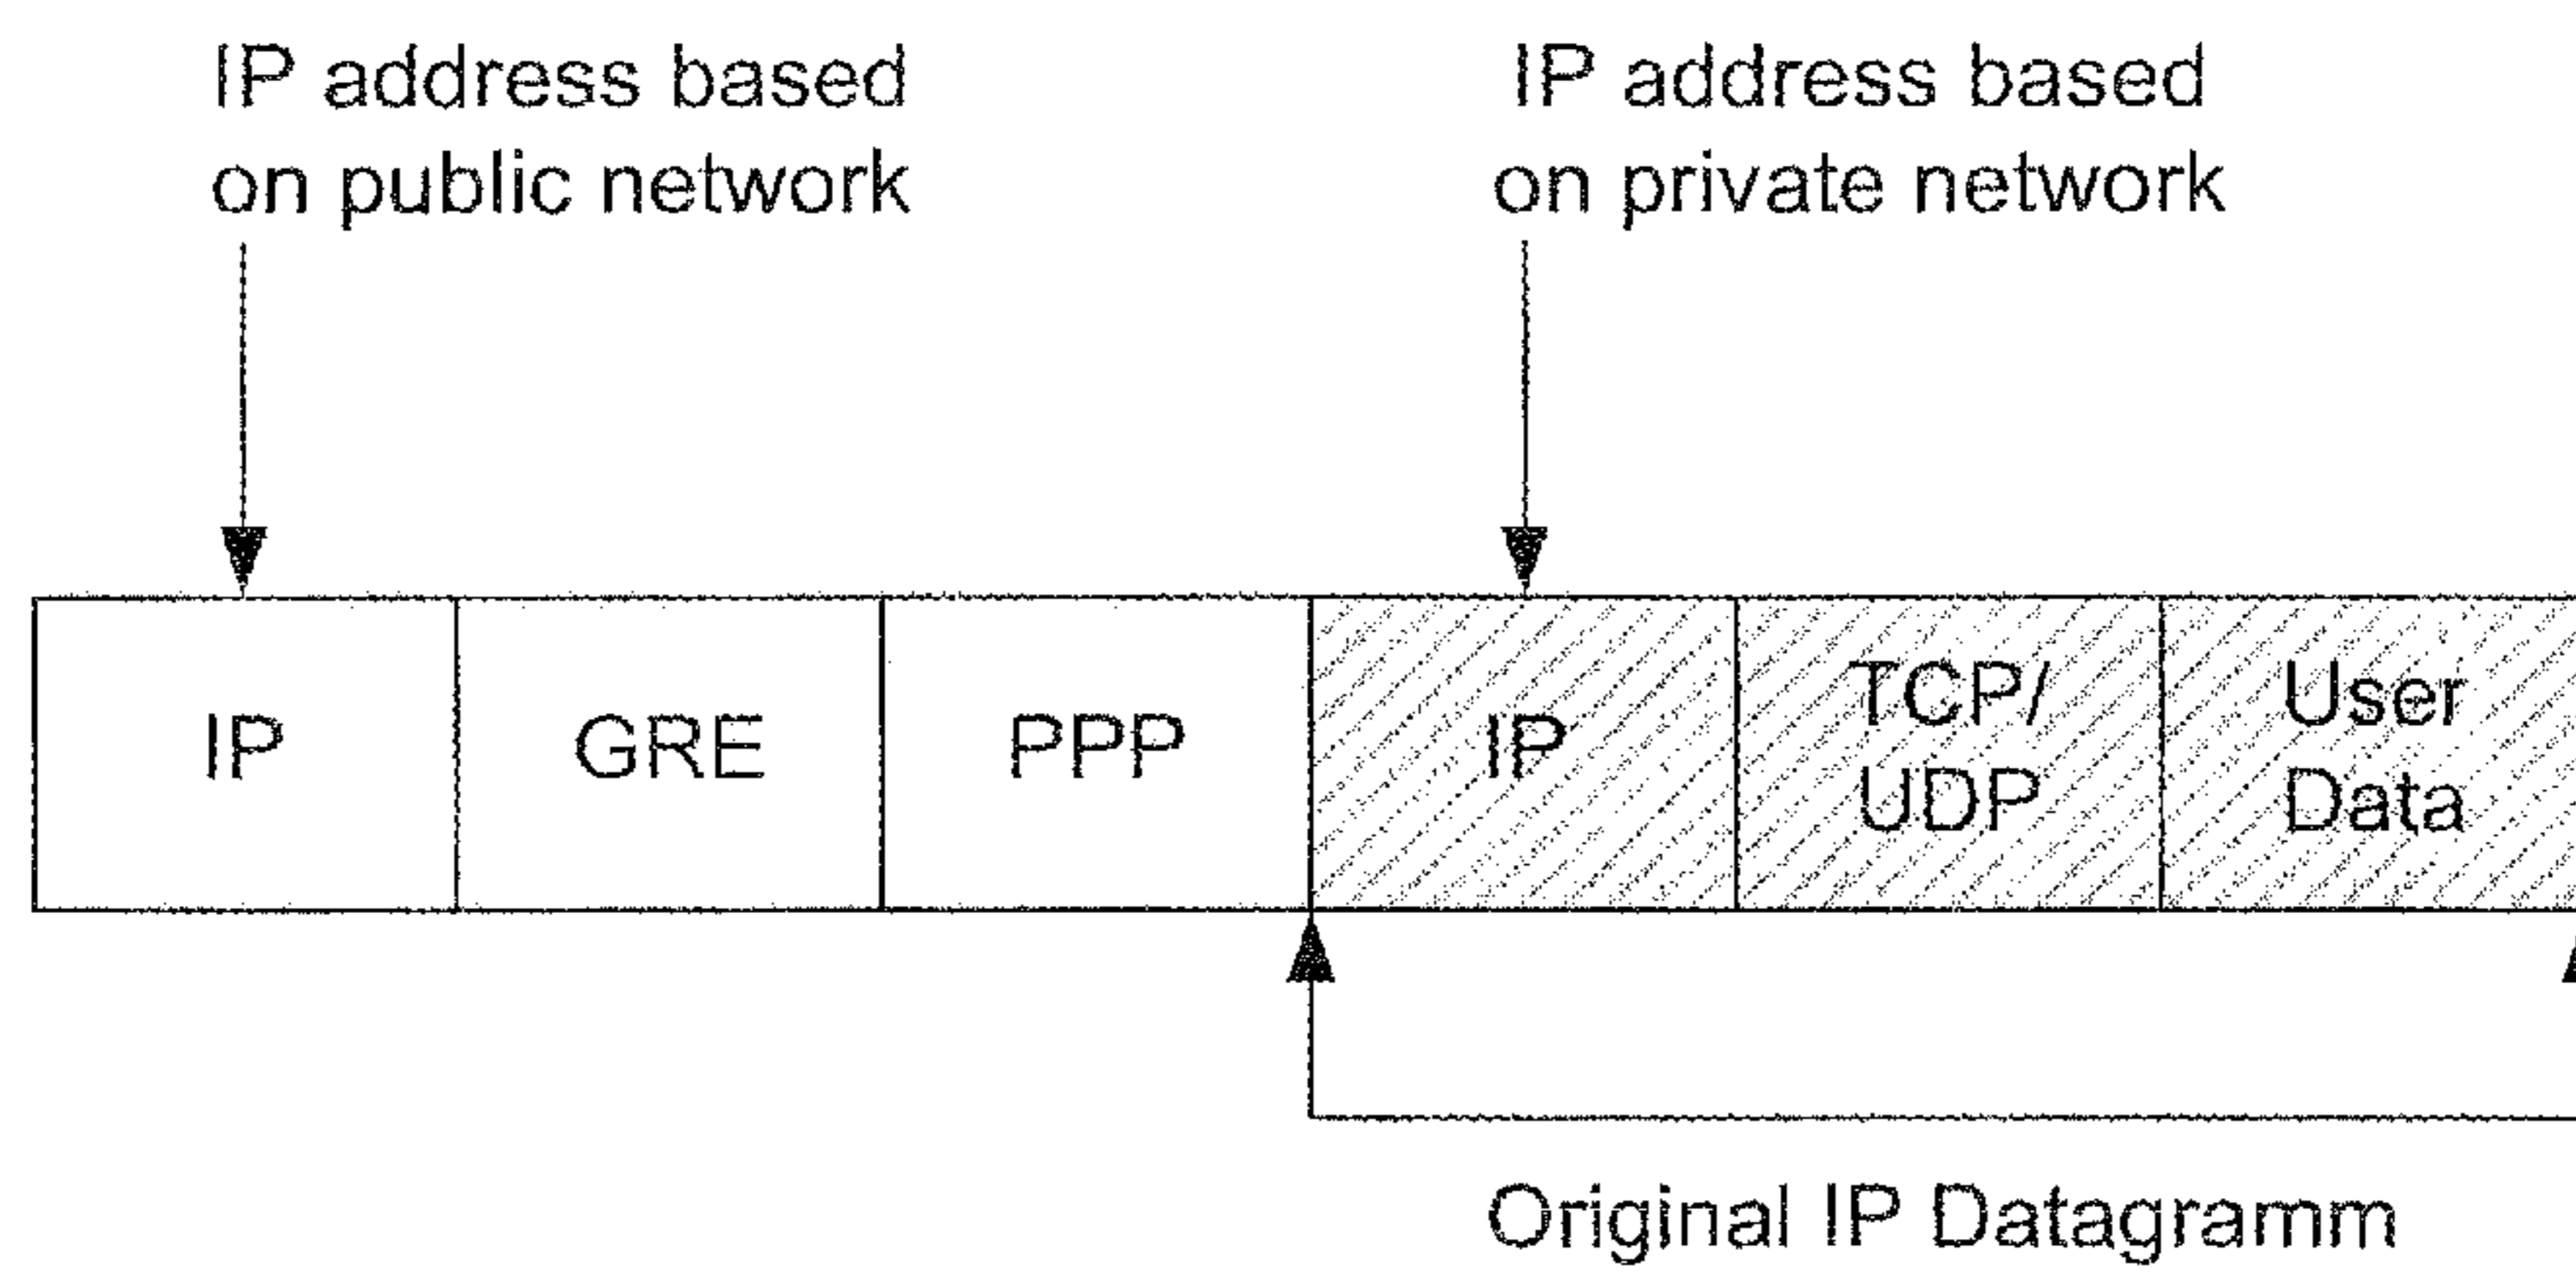 IP address based
on public network
IP address based
on private network
IP
GRE
PPP
IP
TCP/
UDP
User
Data
Original IP Datagramm